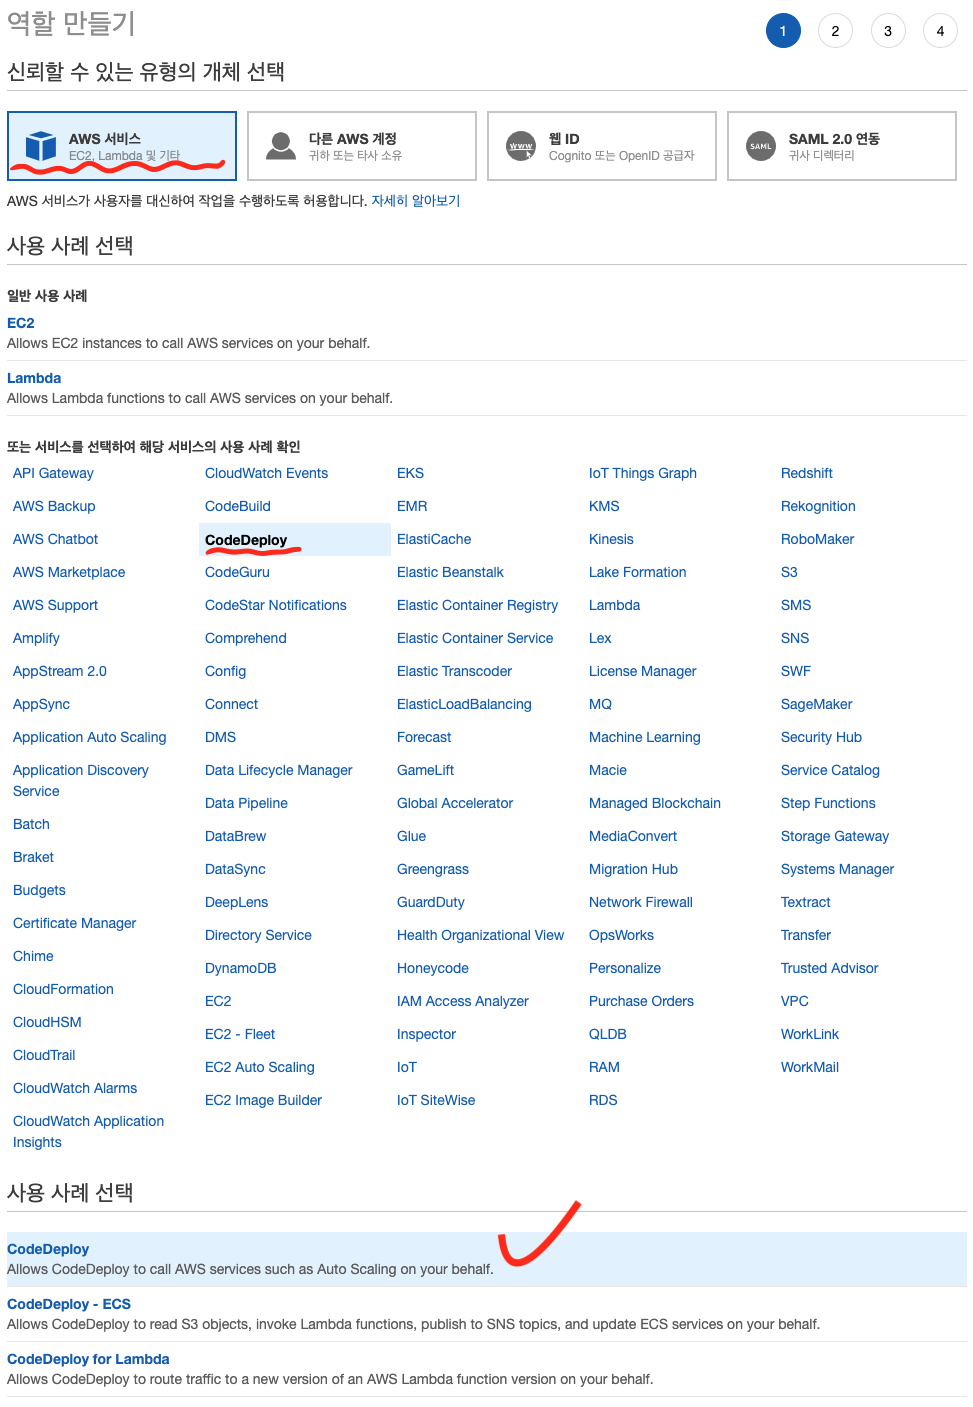 역할 만들기
1 2 3 4
신뢰할 수 있는 유형의 개체 선택
AWS 서비스
EC2, Lambda 및 기타
다른 AWS 계정
귀하 또는 타사 소유
WWW
웹 ID
Cognito 또는 OpenID 공급자
SAML
SAML 2.0 연동
귀사 디렉터리
AWS 서비스가 사용자를 대신하여 작업을 수행하도록 허용합니다. 자세히 알아보기
사용 사례 선택
일반 사용 사례
EC2
Allows EC2 instances to call AWS services on your behalf.
Lambda
Allows Lambda functions to call AWS services on your behalf.
또는 서비스를 선택하여 해당 서비스의 사용 사례 확인
API Gateway
AWS Backup
AWS Chatbot
AWS Marketplace
AWS Support
Amplify
AppStream 2.0
AppSync
Application Auto Scaling
Application Discovery
Service
Batch
Braket
Budgets
Certificate Manager
Chime
CloudFormation
CloudHSM
CloudTrail
CloudWatch Alarms
CloudWatch Application
Insights
CloudWatch Events
CodeBuild
CodeDeploy
CodeGuru
CodeStar Notifications
Comprehend
Config
Connect
DMS
Data Lifecycle Manager
Data Pipeline
DataBrew
DataSync
DeepLens
Directory Service
DynamoDB
EC2
EC2 - Fleet
EC2 Auto Scaling
EC2 Image Builder
EKS
EMR
ElastiCache
Elastic Beanstalk
Elastic Container Registry
Elastic Container Service
Elastic Transcoder
ElasticLoadBalancing
Forecast
GameLift
Global Accelerator
Glue
Greengrass
GuardDuty
Health Organizational View
Honeycode
IAM Access Analyzer
Inspector
IoT
IoT SiteWise
IoT Things Graph
KMS
Kinesis
Lake Formation
Lambda
Lex
License Manager
MQ
Machine Learning
Macie
Managed Blockchain
MediaConvert
Migration Hub
Network Firewall
OpsWorks
Personalize
Purchase Orders
QLDB
RAM
RDS
Redshift
Rekognition
RoboMaker
S3
SMS
SNS
SWF
SageMaker
Security Hub
Service Catalog
Step Functions
Storage Gateway
Systems Manager
Textract
Transfer
Trusted Advisor
VPC
WorkLink
WorkMail
사용 사례 선택
CodeDeploy
Allows CodeDeploy to call AWS services such as Auto Scaling on your behalf.
CodeDeploy - ECS
Allows CodeDeploy to read S3 objects, invoke Lambda functions, publish to SNS topics, and update ECS services on your behalf.
CodeDeploy for Lambda
Allows CodeDeploy to route traffic to a new version of an AWS Lambda function version on your behalf.